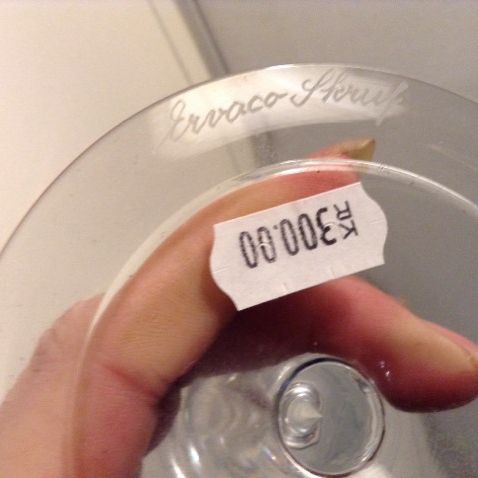 Ervaco Skruf
KR 300.00